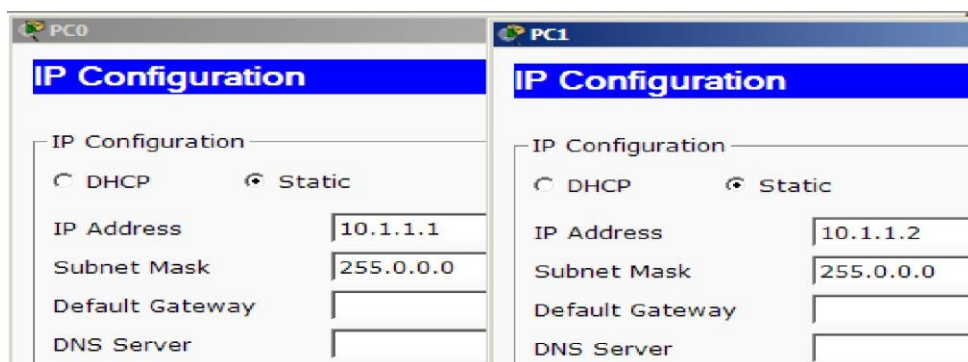 PC0
IP Configuration
IP Configuration
DHCP Static
IP Address 10.1.1.1
Subnet Mask 255.0.0.0
Default Gateway
DNS Server
PC1
IP Configuration
IP Configuration
DHCP Static
IP Address 10.1.1.2
Subnet Mask 255.0.0.0
Default Gateway
DNS Server